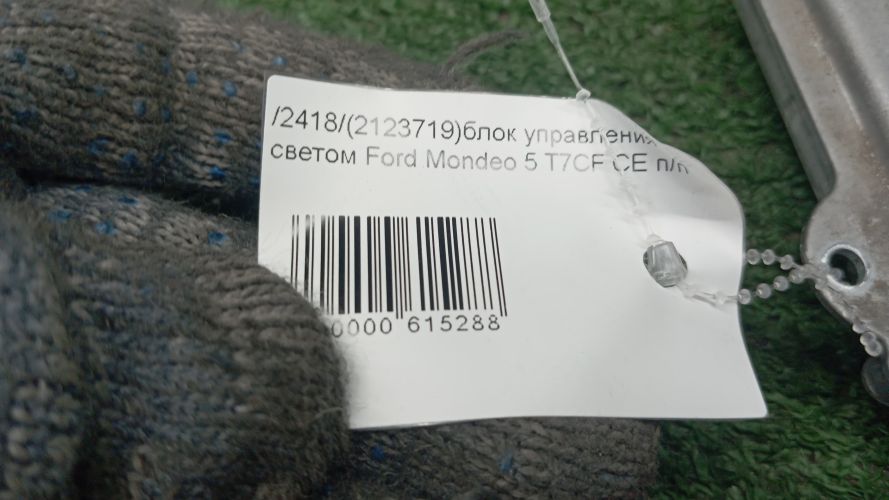 /2418/(2123719)блок управления
светом Ford Mondeo 5 T7CF CE п/п
0000 615288